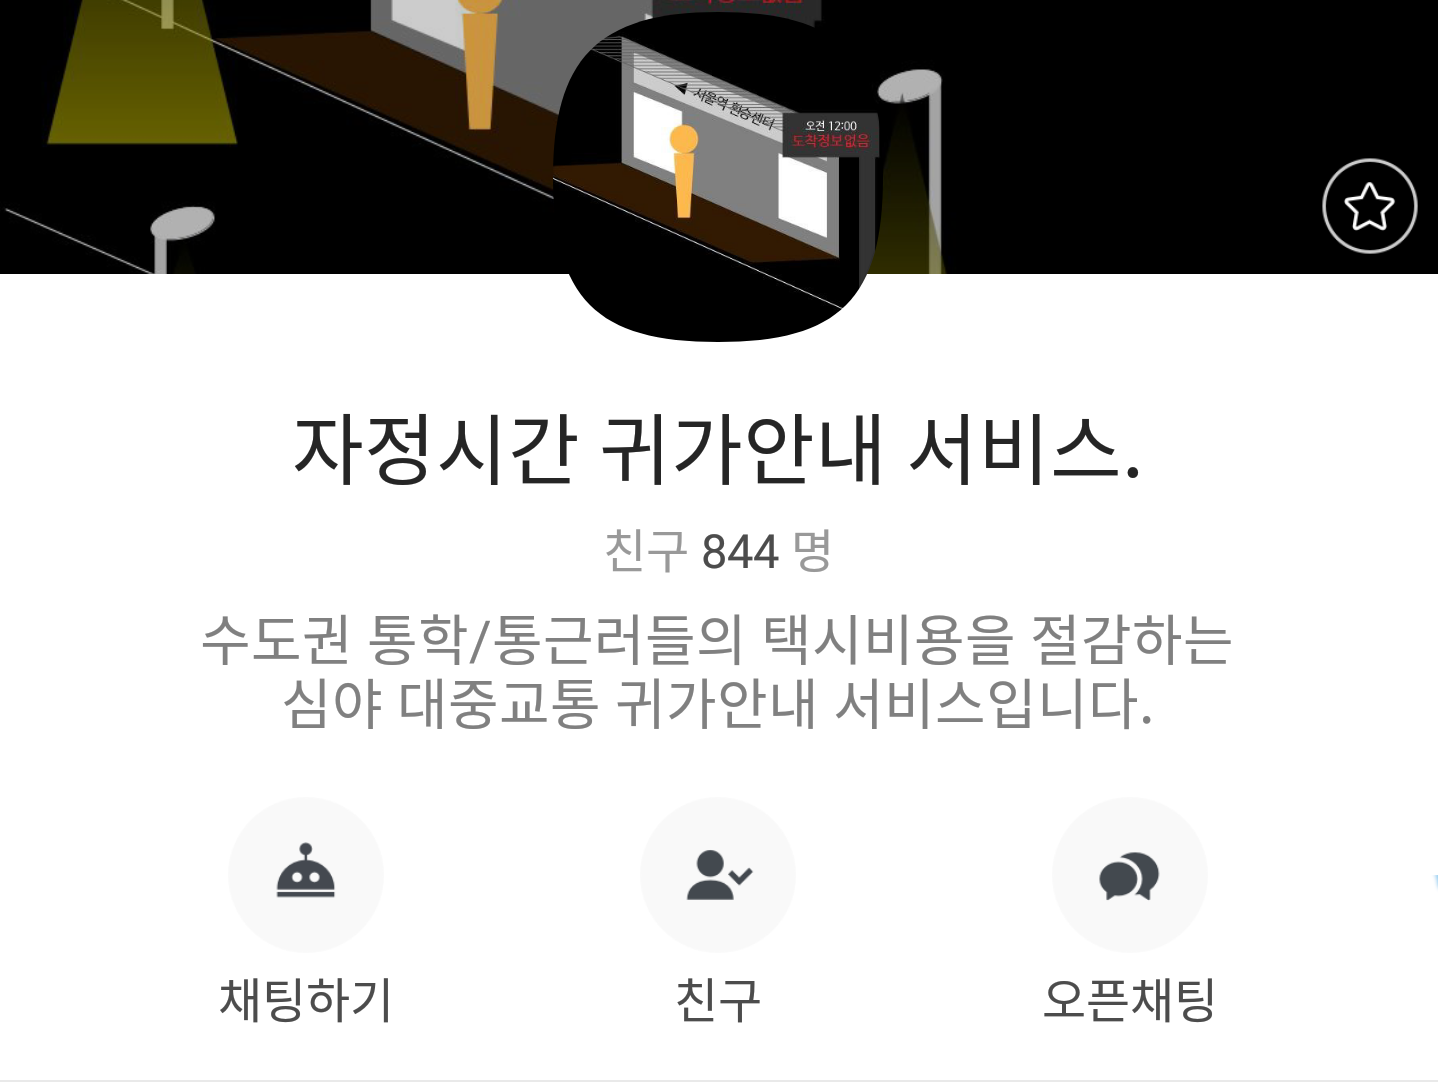 서울역 환승센터
오전 12:00
도착정보없음
자정시간 귀가안내 서비스.
친구 844 명
수도권 통학/통근러들의 택시비용을 절감하는
심야 대중교통 귀가안내 서비스입니다.
채팅하기
친구
오픈채팅